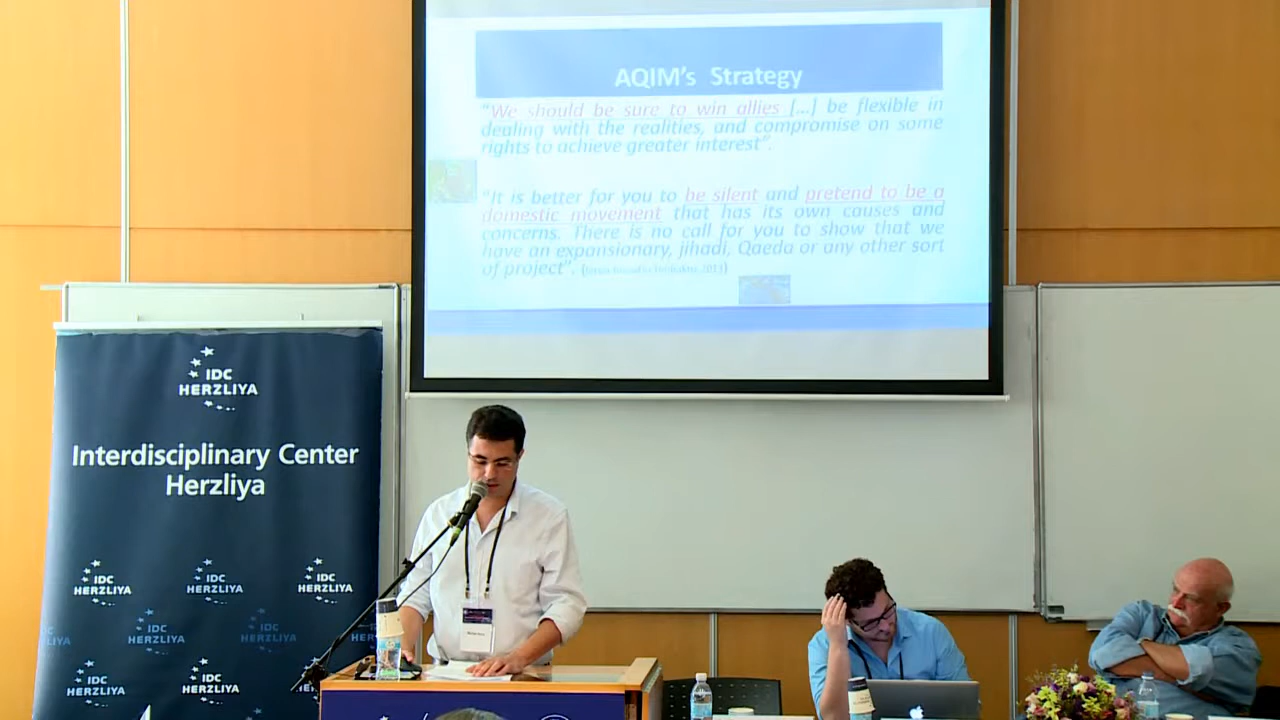 AQIM's Strategy
"We should be sure to win allies [...] be flexible in
dealing with the realities, and compromise on some
rights to achieve greater interest".
"It is better for you to be silent and pretend to be a
domestic movement that has its own causes and
concerns. There is no call for you to show that we
have an expansionary, jihadi, Qaeda or any other sort
of project".
IDC
HERZLIYA
Interdisciplinary Center
Herzliya
IDC
HERZLIYA
IDC
HERZLIYA
IDC
HERZLIYA
IDC
HERZLIYA
IDC
HERZLIYA
IDC
HERZLIYA
IDC
HERZLIYA